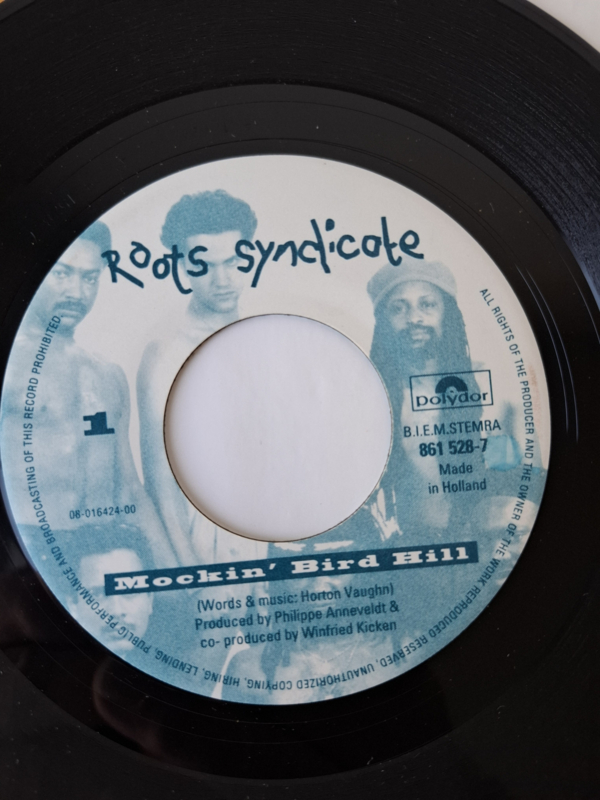 Roots Syndicate
1
polydor
B.I.E.M.STEMRA
861 528-7
Made
in Holland
08-016424-00
Mockin' Bird Hill
(Words & music: Horton Vaughn)
Produced by Philippe Anneveldt &
co- produced by Winfried Kicken
ALL RIGHTS OF THE PRODUCER AND THE OWNER OF THE WORK REPRODUCED RESERVED. UNAUTHORIZED COPYING, HIRING, LENDING, PUBLIC PERFORMANCE AND BROADCASTING OF THIS RECORD PROHIBITED.